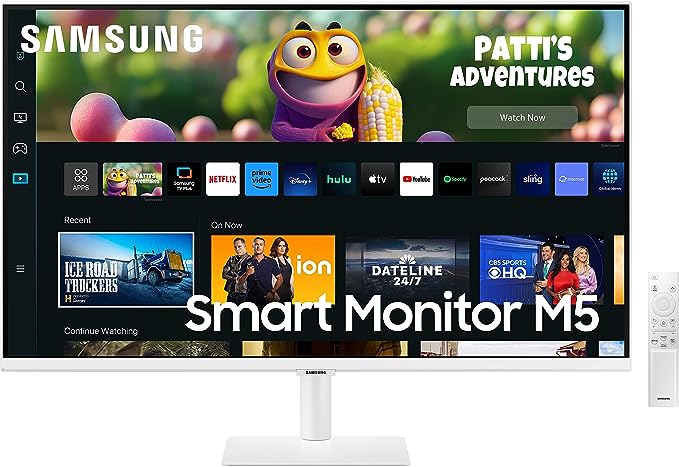 SAMSUNG
PATTI'S
ADVENTURES
Watch Now
Sponsored
APPS
PATTI'S
ADVENTURES
SAMSUNG
TV Plus
NETFLIX
prime
video
Disney+
hulu
tv
YouTube
Spotify
peacock
sling
Internet
Global News
Sponsored
Recent
On Now
ICE ROAD
TRUCKERS
H
ion
DATELINE
24/7
CBS SPORTS
HQ
Smart Monitor M5
Continue Watching
SAMSUNG
SAMSUNG